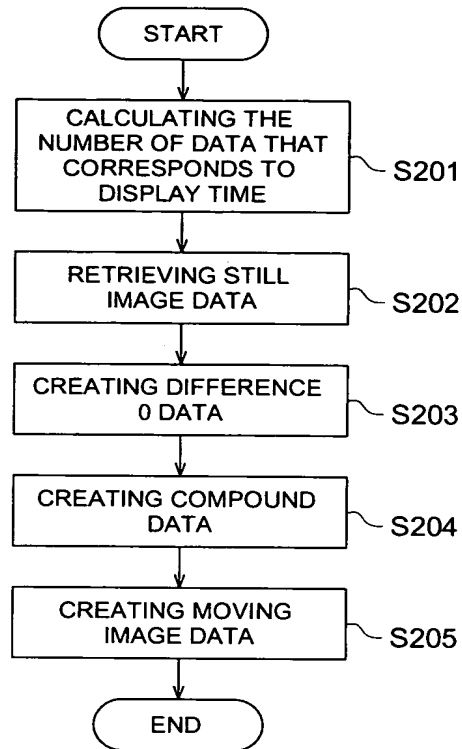 START
CALCULATING THE
NUMBER OF DATA THAT
CORRESPONDS TO
DISPLAY TIME
S201
RETRIEVING STILL
IMAGE DATA
S202
CREATING DIFFERENCE
0 DATA
S203
CREATING COMPOUND
DATA
S204
CREATING MOVING
IMAGE DATA
S205
END